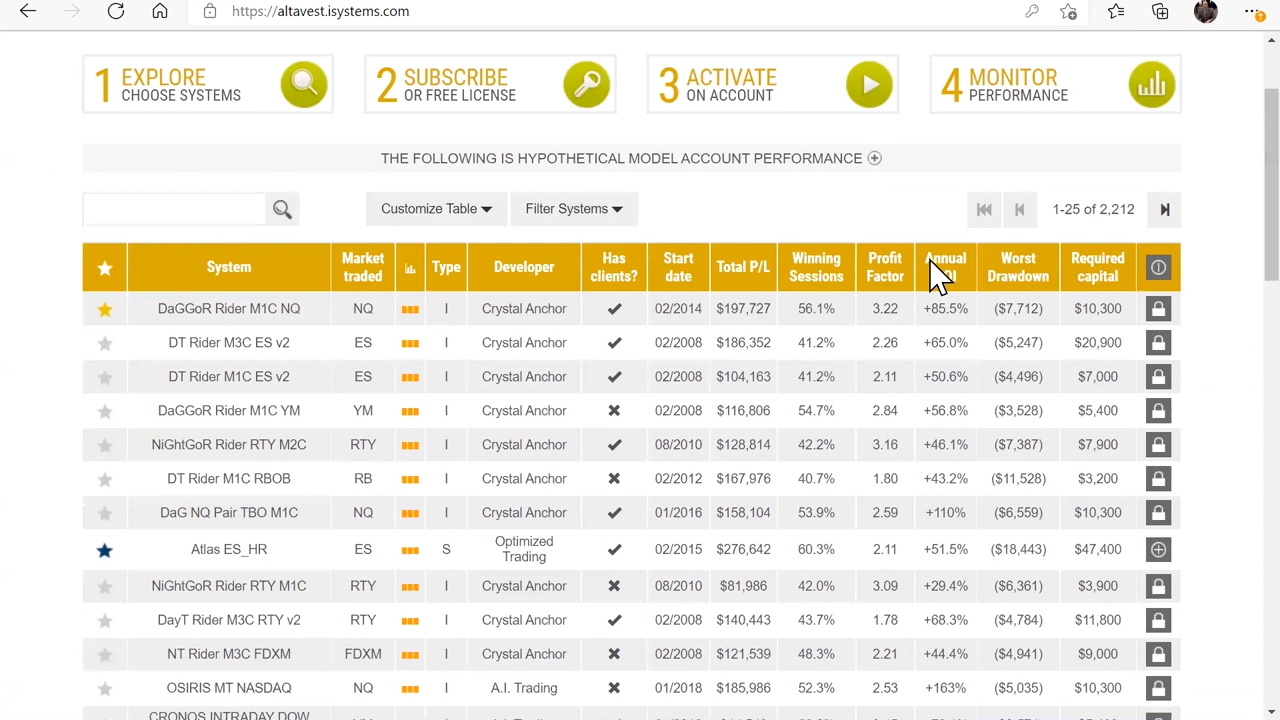 https://altavest.isystems.com
1 EXPLORE
CHOOSE SYSTEMS
2 SUBSCRIBE
OR FREE LICENSE
3 ACTIVATE
ON ACCOUNT
4 MONITOR
PERFORMANCE
THE FOLLOWING IS HYPOTHETICAL MODEL ACCOUNT PERFORMANCE
Customize Table Filter Systems 1-25 of 2,212
System Market traded Type Developer Has clients? Start date Total P/L Winning Sessions Profit Factor Annual Worst Drawdown Required capital
DaGGoR Rider M1C NQ NQ I Crystal Anchor 02/2014 $197,727 56.1% 3.22 +85.5% ($7,712) $10,300
DT Rider M3C ES v2 ES I Crystal Anchor 02/2008 $186,352 41.2% 2.26 +65.0% ($5,247) $20,900
DT Rider M1C ES v2 ES I Crystal Anchor 02/2008 $104,163 41.2% 2.11 +50.6% ($4,496) $7,000
DaGGoR Rider M1C YM YM I Crystal Anchor 02/2008 $116,806 54.7% 2.84 +56.8% ($3,528) $5,400
NiGhtGoR Rider RTY M2C RTY I Crystal Anchor 08/2010 $128,814 42.2% 3.16 +46.1% ($7,387) $7,900
DT Rider M1C RBOB RB I Crystal Anchor 02/2012 $167,976 40.7% 1.80 +43.2% ($11,528) $3,200
DaG NQ Pair TBO M1C NQ I Crystal Anchor 01/2016 $158,104 53.9% 2.59 +110% ($6,559) $10,300
Atlas ES_HR ES S Optimized Trading 02/2015 $276,642 60.3% 2.11 +51.5% ($18,443) $47,400
NiGhtGoR Rider RTY M1C RTY I Crystal Anchor 08/2010 $81,986 42.0% 3.09 +29.4% ($6,361) $3,900
DayT Rider M3C RTY v2 RTY I Crystal Anchor 02/2008 $140,443 43.7% 1.78 +68.3% ($4,784) $11,800
NT Rider M3C FDXM FDXM I Crystal Anchor 02/2008 $121,539 48.3% 2.21 +44.4% ($4,941) $9,000
OSIRIS MT NASDAQ NQ I A.I. Trading 01/2018 $185,986 52.3% 2.53 +163% ($5,035) $10,300
CRONOS INTRADAY DOW